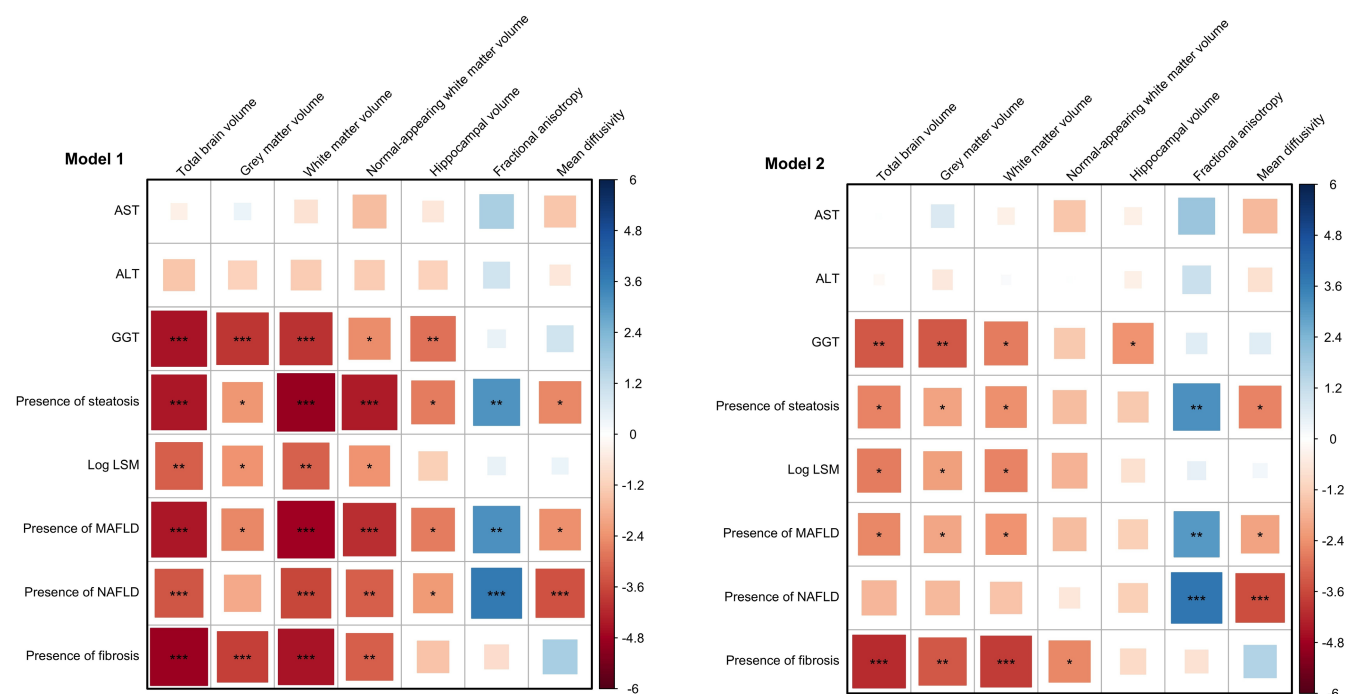 Model 1
Total brain volume
Grey matter volume
White matter volume
Normal-appearing white matter volume
Hippocampal volume
Fractional anisotropy
Mean diffusivity
AST
ALT
GGT *** *** *** * **
Presence of steatosis *** * *** *** * ** *
Log LSM ** * ** *
Presence of MAFLD *** * *** *** * ** *
Presence of NAFLD *** *** ** * *** ***
Presence of fibrosis *** *** *** **
6
4.8
3.6
2.4
1.2
0
-1.2
-2.4
-3.6
-4.8
-6
Model 2
Total brain volume
Grey matter volume
White matter volume
Normal-appearing white matter volume
Hippocampal volume
Fractional anisotropy
Mean diffusivity
AST
ALT
GGT ** ** * *
Presence of steatosis * * * ** *
Log LSM * * *
Presence of MAFLD * * * ** *
Presence of NAFLD *** ***
Presence of fibrosis *** ** *** *
6
4.8
3.6
2.4
1.2
0
-1.2
-2.4
-3.6
-4.8
-6